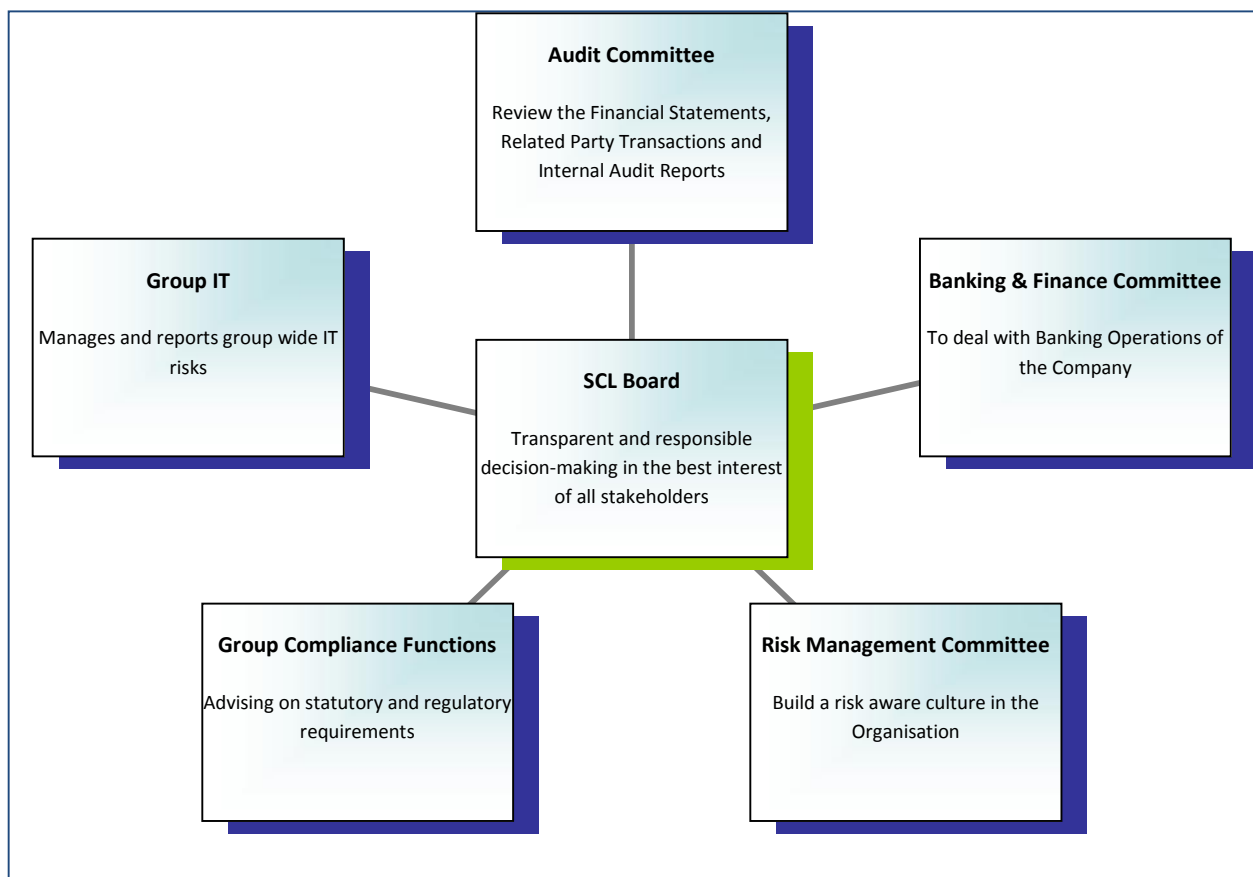 Audit Committee
Review the Financial Statements,
Related Party Transactions and
Internal Audit Reports
Group IT
Manages and reports group wide IT
risks
Banking & Finance Committee
To deal with Banking Operations of
the Company
SCL Board
Transparent and responsible
decision-making in the best interest
of all stakeholders
Group Compliance Functions
Advising on statutory and regulatory
requirements
Risk Management Committee
Build a risk aware culture in the
Organisation